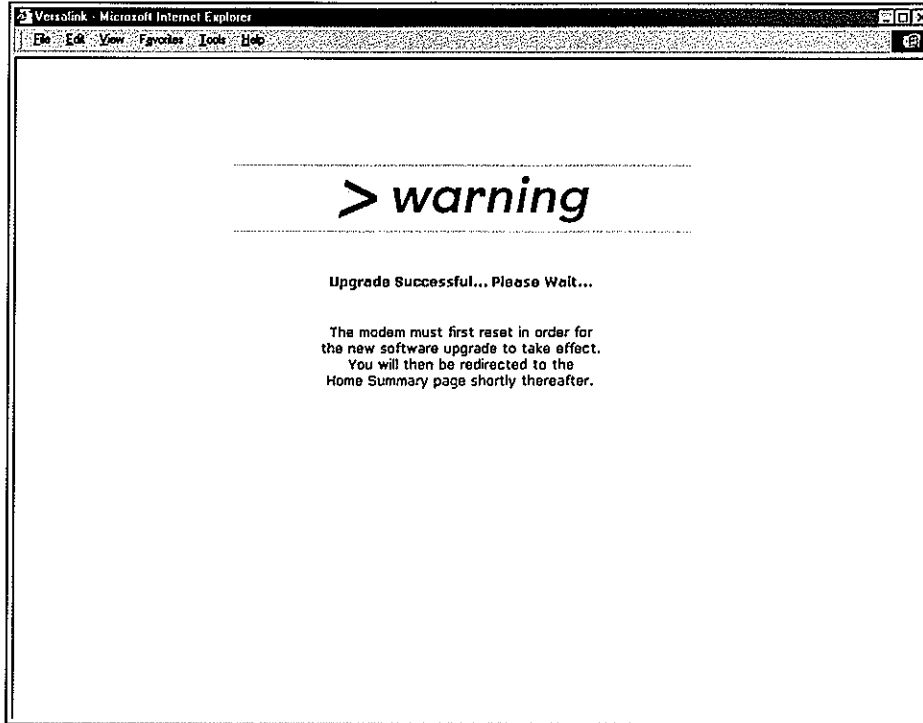 Versalink - Microsoft Internet Explorer
File Edit View Favorites Tools Help
> warning
Upgrade Successful... Please Wait...
The modem must first reset in order for
the new software upgrade to take effect.
You will then be redirected to the
Home Summary page shortly thereafter.